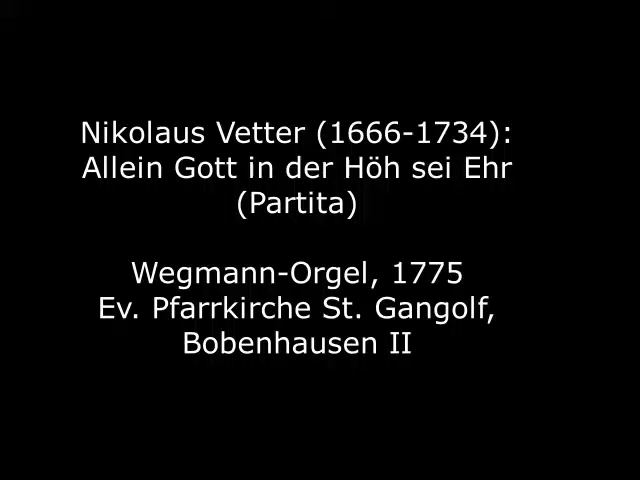 Nikolaus Vetter (1666-1734):
Allein Gott in der Höh sei Ehr
(Partita)
Wegmann-Orgel, 1775
Ev. Pfarrkirche St. Gangolf,
Bobenhausen II